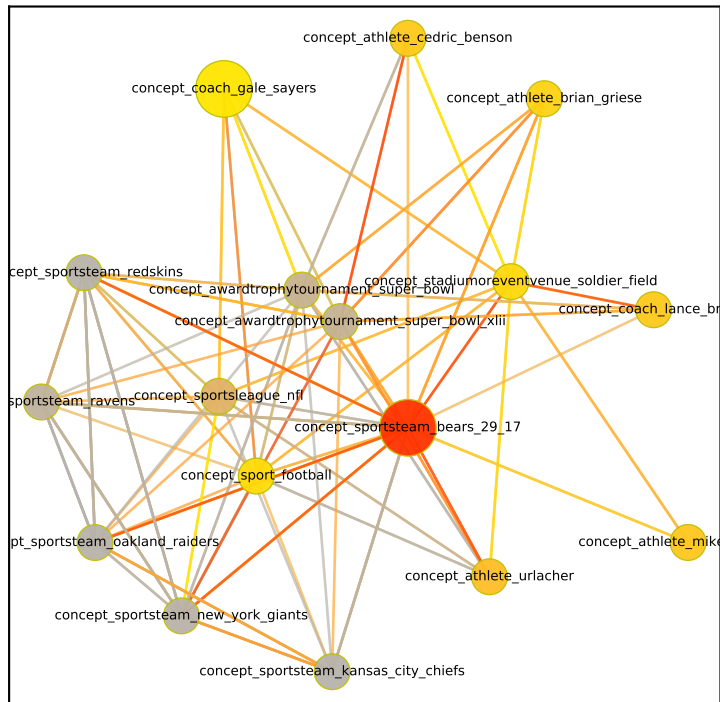 concept_athlete_cedric_benson
concept_coach_gale_sayers
concept_athlete_brian_griese
cept_sportsteam_redskins
concept_stadiumoreventvenue_soldier_field
concept_awardtrophytournament_super_bowl
concept_coach_lance_br
concept_awardtrophytournament_super_bowl_xlii
concept_sportsleague_nfl
sportsteam_ravens
concept_sportsteam_bears_29_17
concept_sport_football
pt_sportsteam_oakland_raiders
concept_athlete_mike
concept_athlete_urlacher
concept_sportsteam_new_york_giants
concept_sportsteam_kansas_city_chiefs